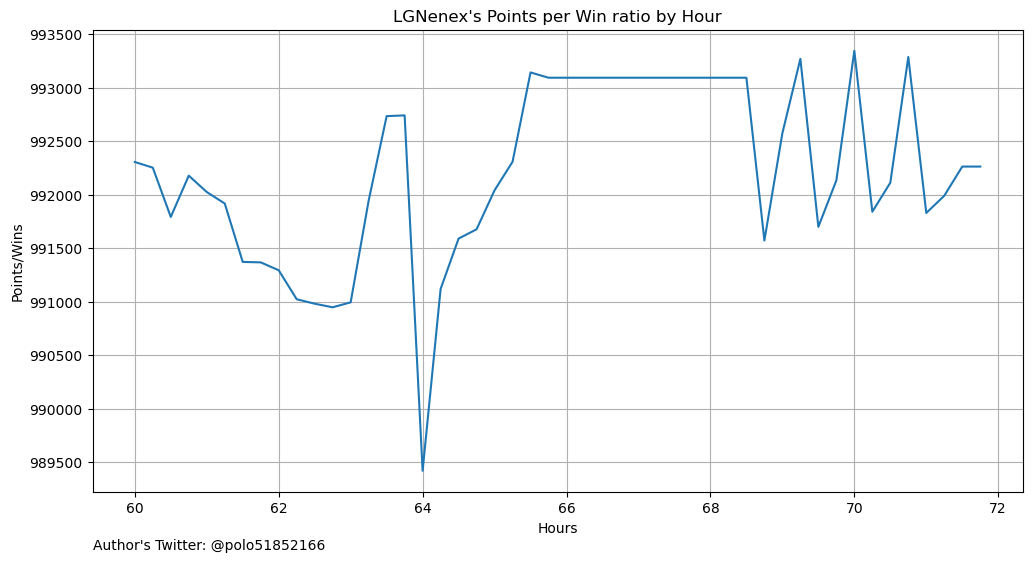 LGNenex's Points per Win ratio by Hour
993500
993000
992500
992000
991500
991000
990500
990000
989500
Points/Wins
60 62 64 66 68 70 72
Hours
Author's Twitter: @polo51852166